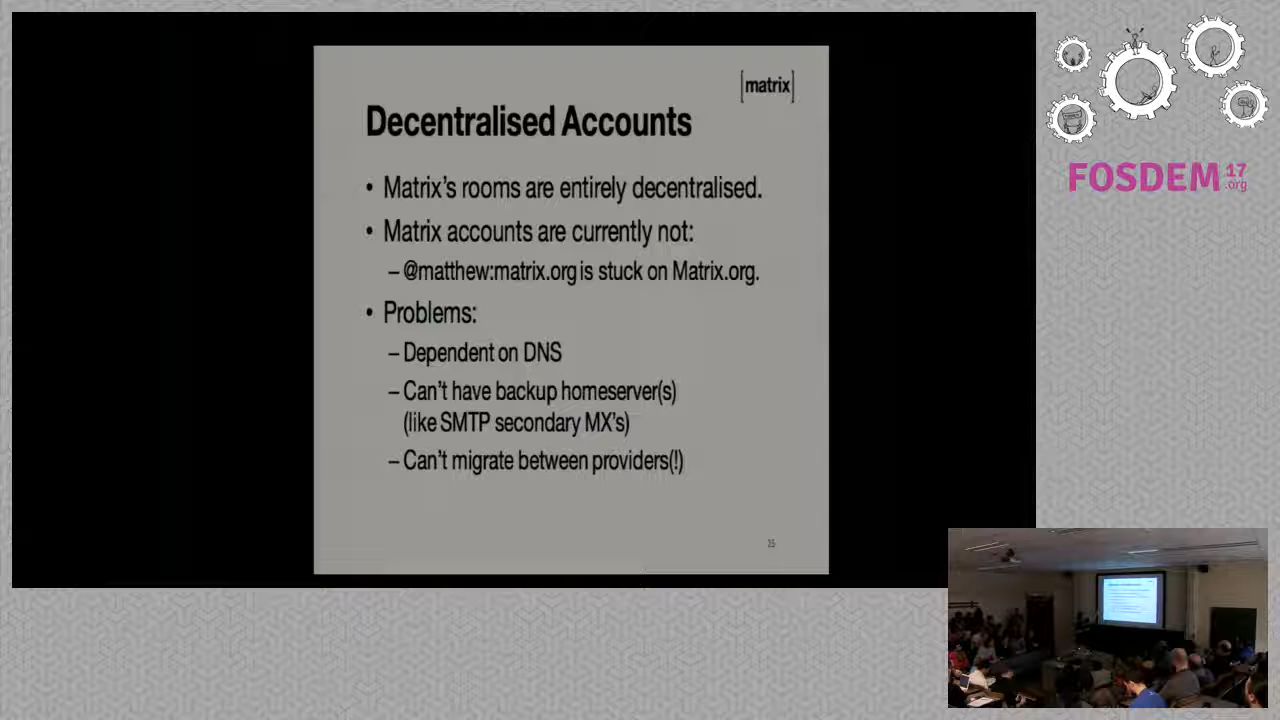 [matrix]
Decentralised Accounts
• Matrix's rooms are entirely decentralised.
• Matrix accounts are currently not:
– @matthew:matrix.org is stuck on Matrix.org.
• Problems:
– Dependent on DNS
– Can't have backup homeserver(s)
(like SMTP secondary MX's)
– Can't migrate between providers(!)
25
FOSDEM 17
.org